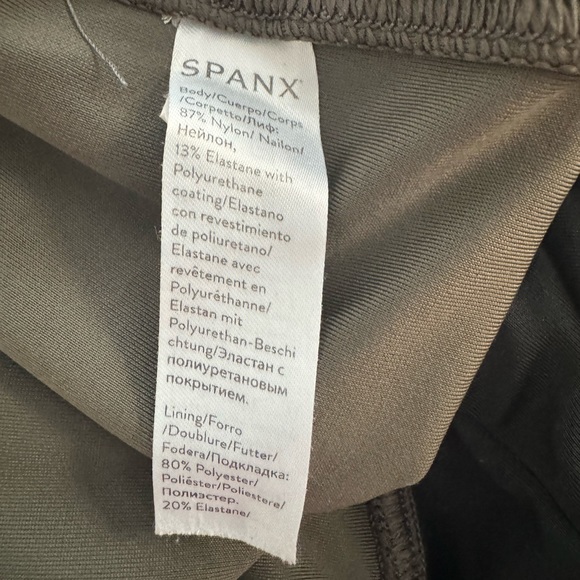 SPANX
Body/Cuerpo/Corps
/Corpetto/Лиф:
87% Nylon/ Nailon/
Нейлон,
13% Elastane with
Polyurethane
coating/Elastano
con revestimiento
de poliuretano/
Elastane avec
revêtement en
Polyuréthanne/
Elastan mit
Polyurethan-Beschi
chtung/Эластан с
полиуретановым
покрытием.
Lining/Forro
/Doublure/Futter/
Fodera/Подкладка:
80% Polyester/
Poliéster/Poliestere/
Полиэстер.
20% Elastane/